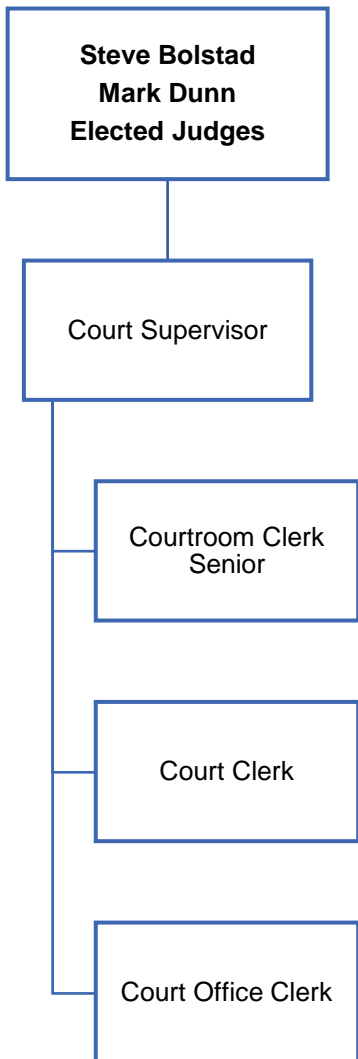 Steve Bolstad
Mark Dunn
Elected Judges
Court Supervisor
Courtroom Clerk
Senior
Court Clerk
Court Office Clerk